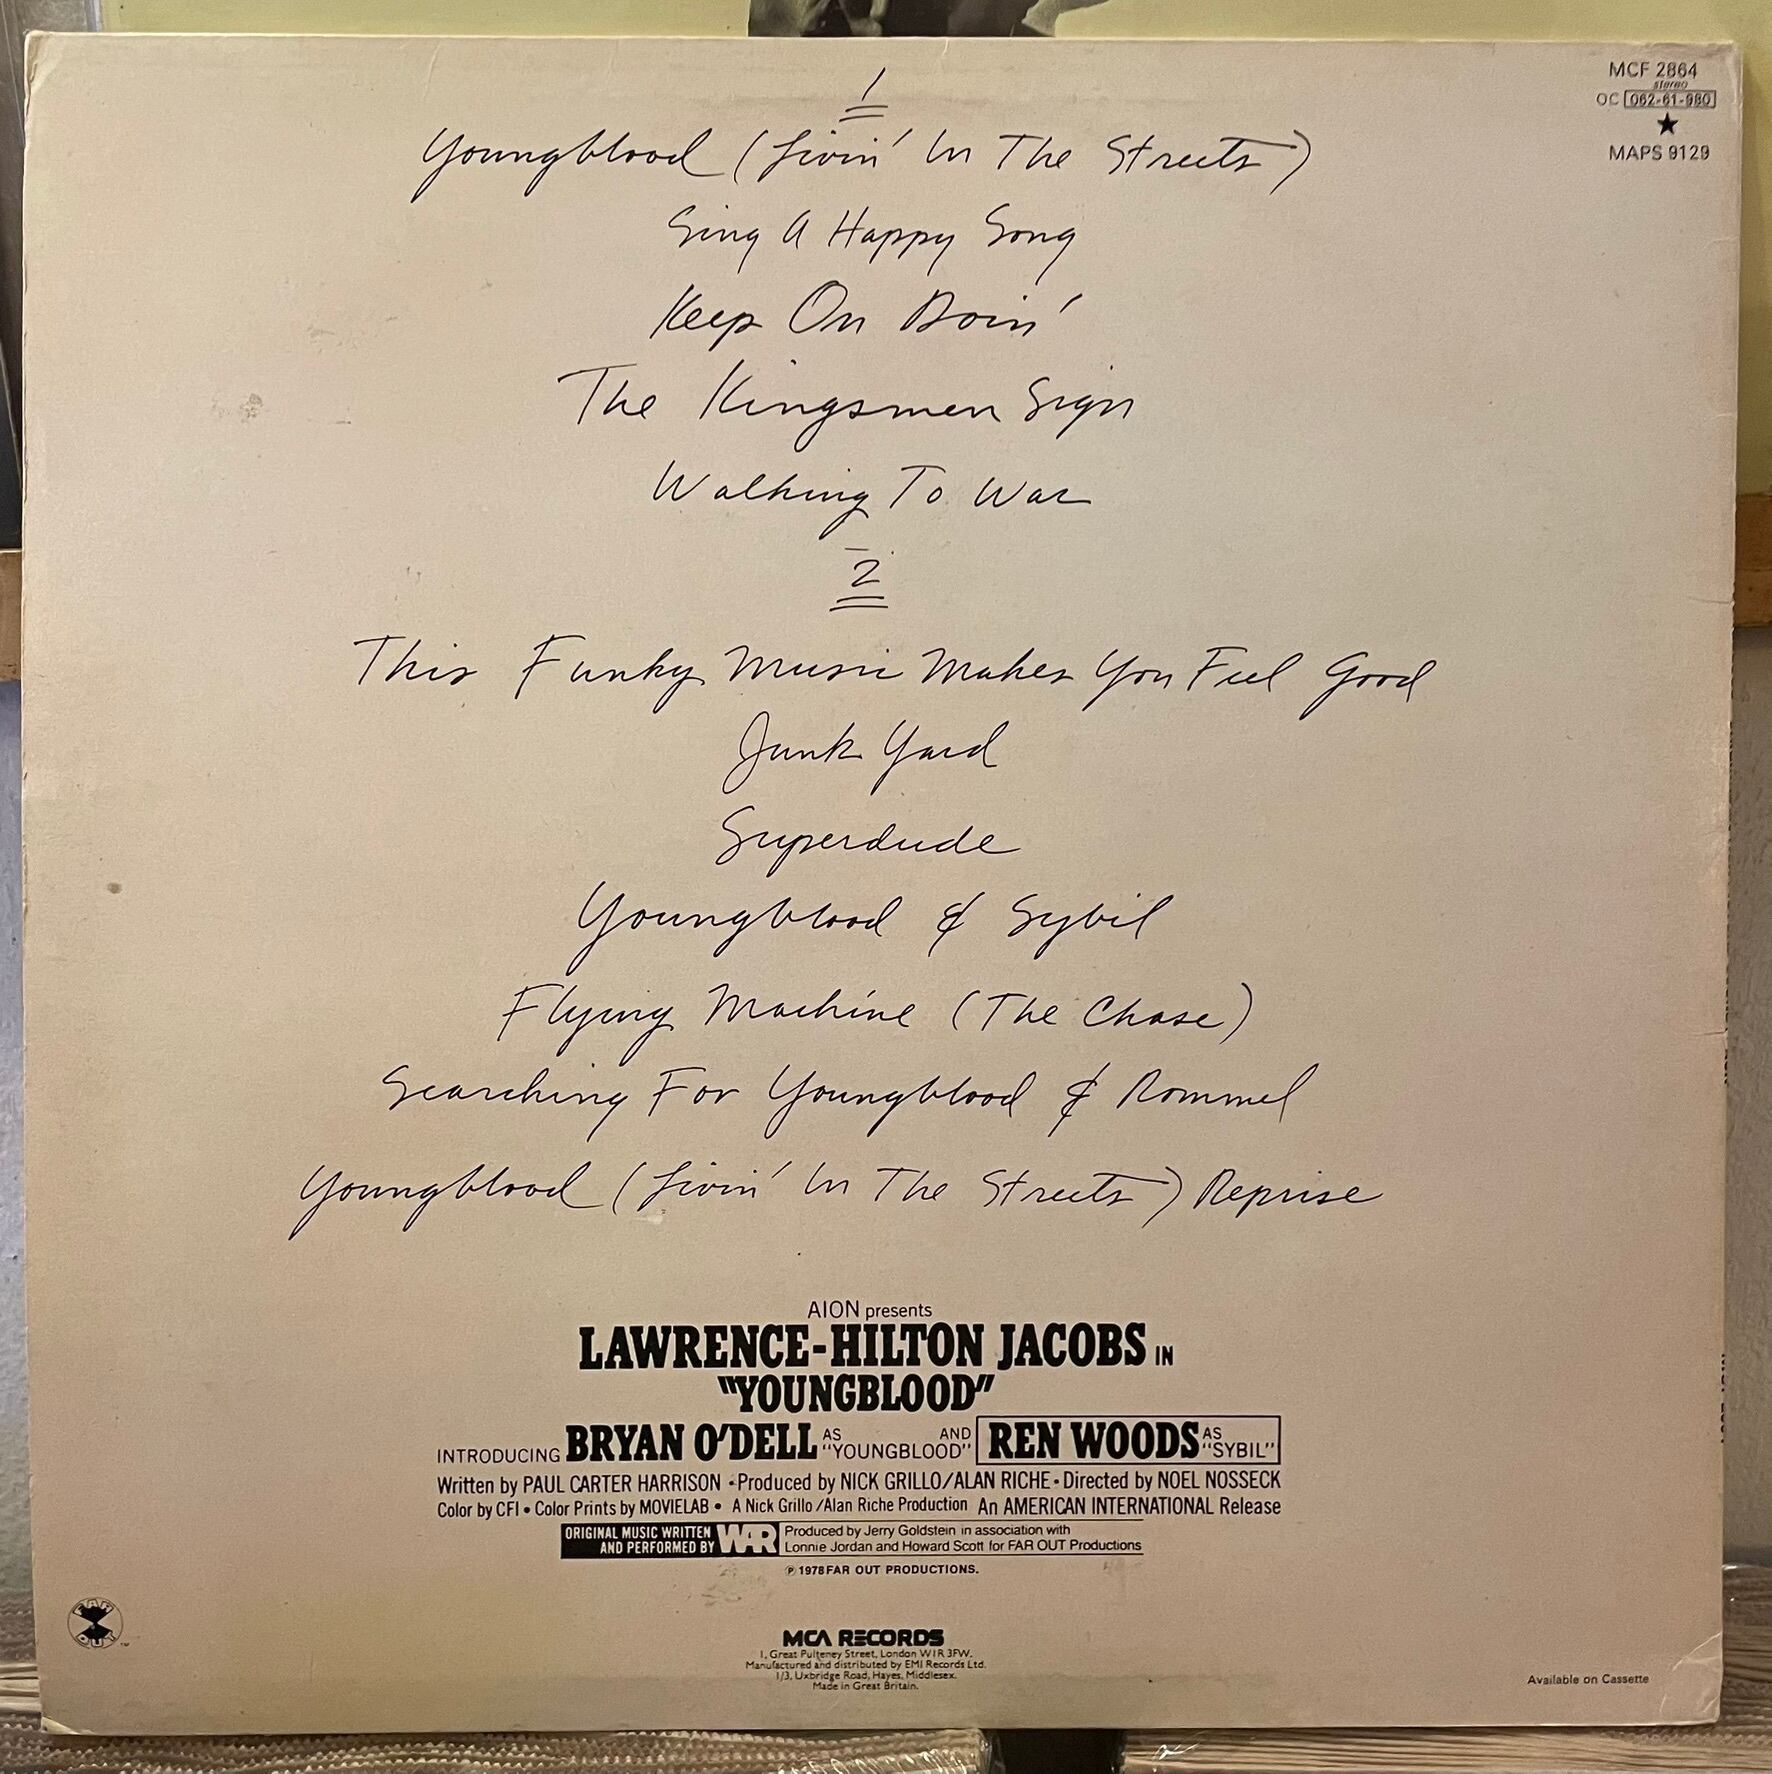 MCF 2864
stereo
OC 062-61-980
★
MAPS 9129
1
Youngblood (Livin' In The Streets)
Sing A Happy Song
Keep On Doin'
The Kingsmen Sign
Walking To War
2
This Funky Music Makes You Feel Good
Junk Yard
Superdude
Youngblood & Sybil
Flying Machine (The Chase)
Searching For Youngblood & Rommel
Youngblood (Livin' In The Streets) Reprise
AION presents
LAWRENCE-HILTON JACOBS IN
"YOUNGBLOOD"
INTRODUCING BRYAN O'DELL AS "YOUNGBLOOD" AND REN WOODS AS "SYBIL"
Written by PAUL CARTER HARRISON • Produced by NICK GRILLO/ALAN RICHE • Directed by NOEL NOSSECK
Color by CFI • Color Prints by MOVIELAB • A Nick Grillo/Alan Riche Production An AMERICAN INTERNATIONAL Release
ORIGINAL MUSIC WRITTEN AND PERFORMED BY WAR
Produced by Jerry Goldstein in association with
Lonnie Jordan and Howard Scott for FAR OUT Productions
℗ 1978 FAR OUT PRODUCTIONS.
FAR OUT ™
MCA RECORDS
1, Great Pulteney Street, London W1R 3FW.
Manufactured and distributed by EMI Records Ltd.
1/3, Uxbridge Road, Hayes, Middlesex.
Made in Great Britain.
Available on Cassette